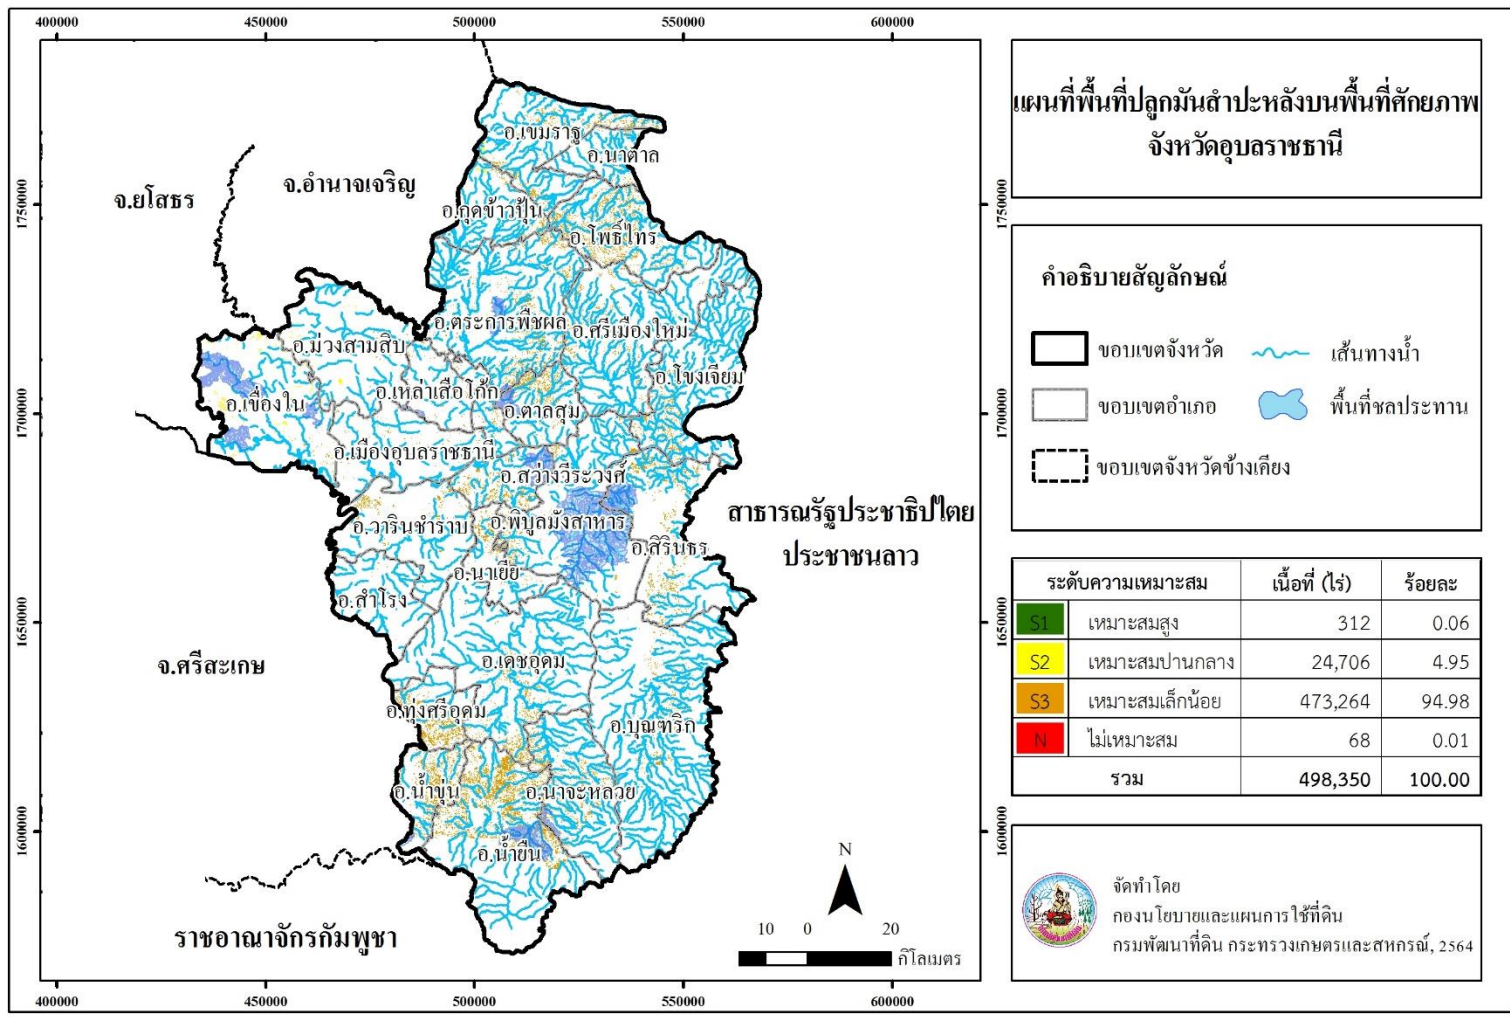 400000 450000 500000 550000 600000
แผนที่พื้นที่ปลูกมันสำปะหลังบนพื้นที่ศักยภาพ
จังหวัดอุบลราชธานี
คำอธิบายสัญลักษณ์
ขอบเขตจังหวัด
เส้นทางน้ำ
ขอบเขตอำเภอ
พื้นที่ชลประทาน
ขอบเขตจังหวัดข้างเคียง
ระดับความเหมาะสม เนื้อที่ (ไร่) ร้อยละ
S1 เหมาะสมสูง 312 0.06
S2 เหมาะสมปานกลาง 24,706 4.95
S3 เหมาะสมเล็กน้อย 473,264 94.98
N ไม่เหมาะสม 68 0.01
รวม 498,350 100.00
จัดทำโดย
กองนโยบายและแผนการใช้ที่ดิน
กรมพัฒนาที่ดิน กระทรวงเกษตรและสหกรณ์, 2564
1750000
1700000
1650000
1600000
1750000
1700000
1650000
1600000
จ.ยโสธร
จ.อำนาจเจริญ
จ.ศรีสะเกษ
ราชอาณาจักรกัมพูชา
สาธารณรัฐประชาธิปไตย
ประชาชนลาว
อ.เขมราฐ
อ.นาตาล
อ.กุดข้าวปุ้น
อ.โพธิ์ไทร
อ.ตระการพืชผล
อ.ศรีเมืองใหม่
อ.ม่วงสามสิบ
อ.โขงเจียม
อ.เหล่าเสือโก้ก
อ.เขื่องใน
อ.ตาลสุม
อ.เมืองอุบลราชธานี
อ.สว่างวีระวงศ์
อ.วารินชำราบ
อ.พิบูลมังสาหาร
อ.สิรินธร
อ.นาเยีย
อ.สำโรง
อ.เดชอุดม
อ.ทุ่งศรีอุดม
อ.บุณฑริก
อ.น้ำขุ่น
อ.นาจะหลวย
อ.น้ำยืน
N
10 0 20
กิโลเมตร
400000 450000 500000 550000 600000